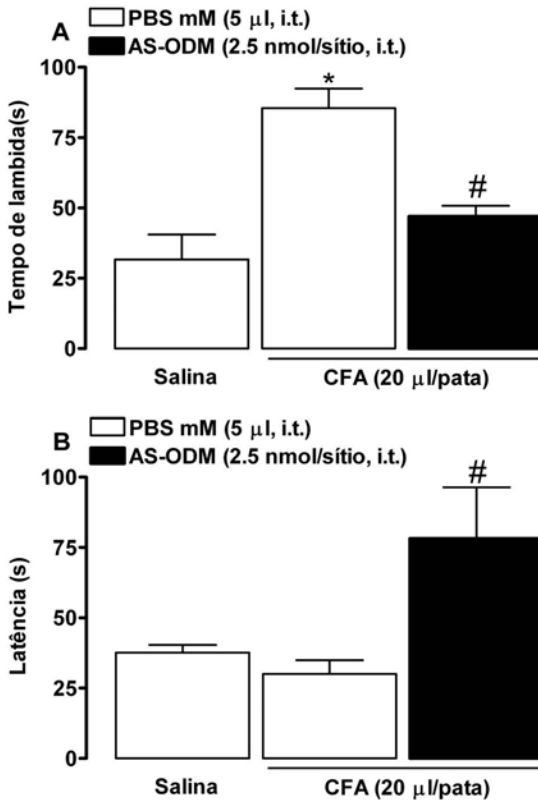 A
PBS mM (5 μl, i.t.)
AS-ODM (2.5 nmol/sítio, i.t.)
100
75
50
25
0
Tempo de lambida(s)
*
#
Salina
CFA (20 μl/pata)
B
PBS mM (5 μl, i.t.)
AS-ODM (2.5 nmol/sítio, i.t.)
100
75
50
25
0
Latência (s)
#
Salina
CFA (20 μl/pata)